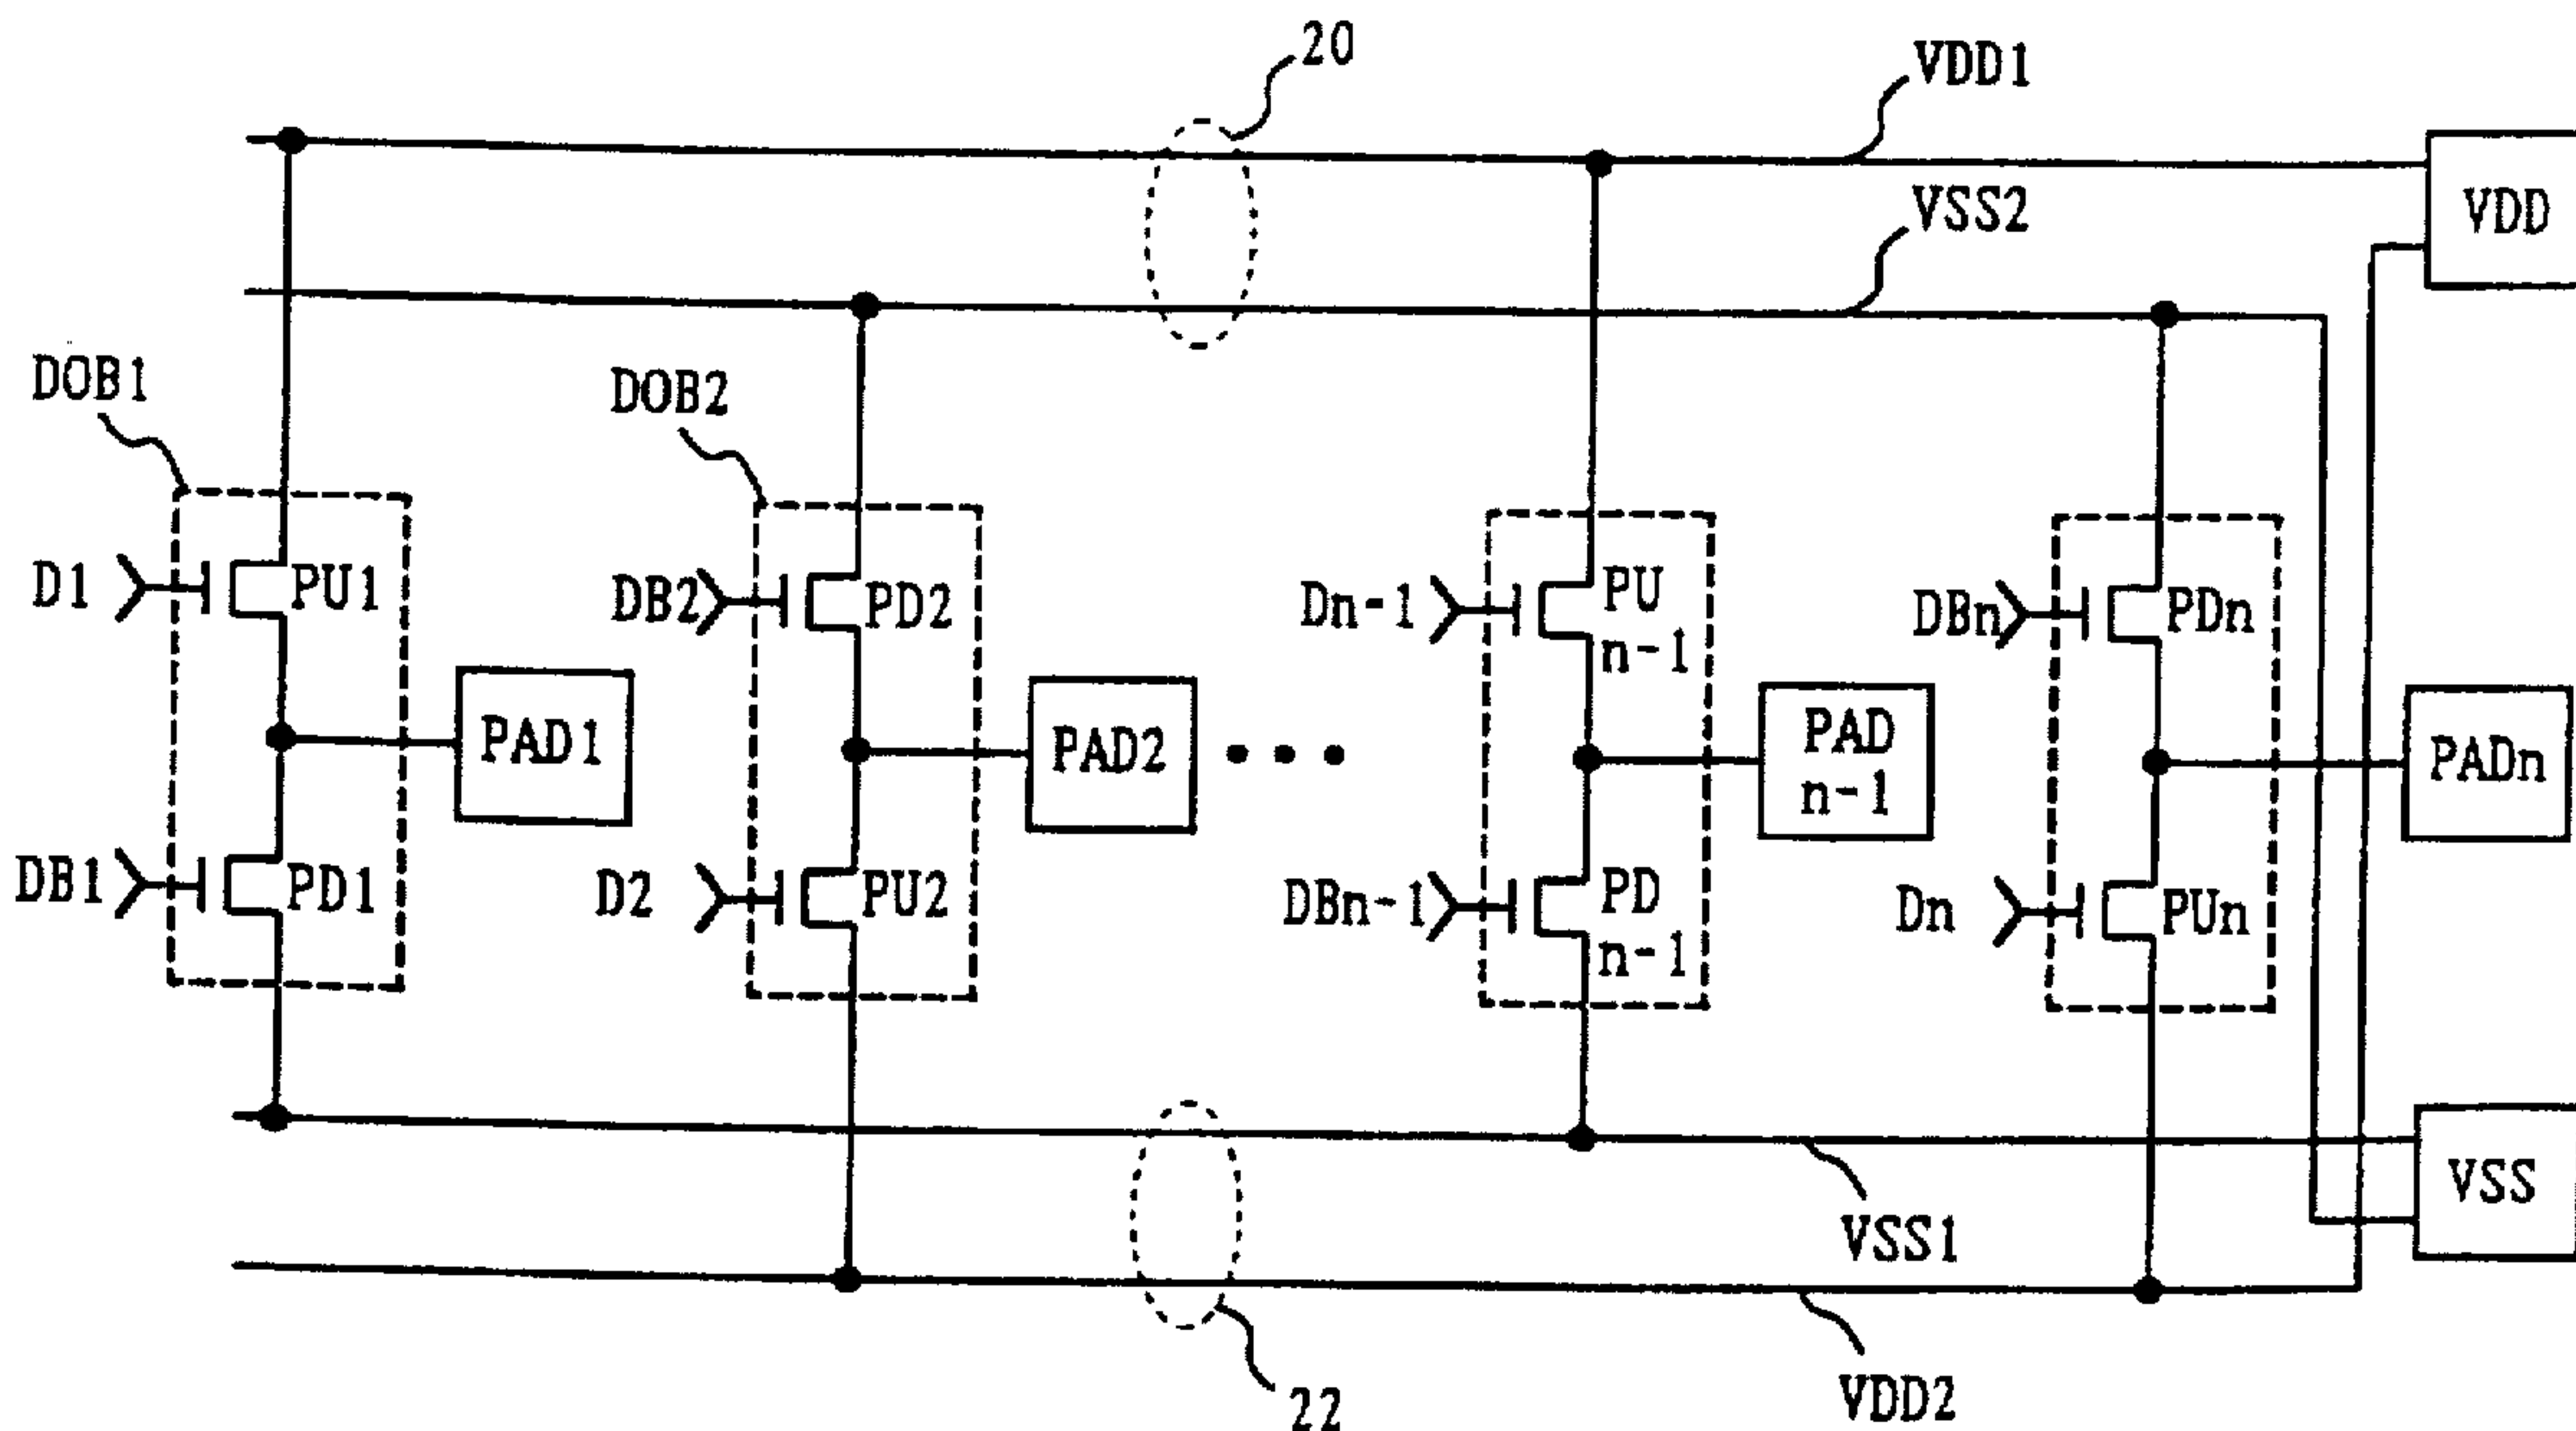 20
VDD1
VDD
VSS2
DOB1
DOB2
D1
PU1
DB2
PD2
Dn-1
PU
n-1
DBn
PDn
PAD1
PAD2
PAD
n-1
PADn
DB1
PD1
D2
PU2
DBn-1
PD
n-1
Dn
PUn
VSS
VSS1
VDD2
22